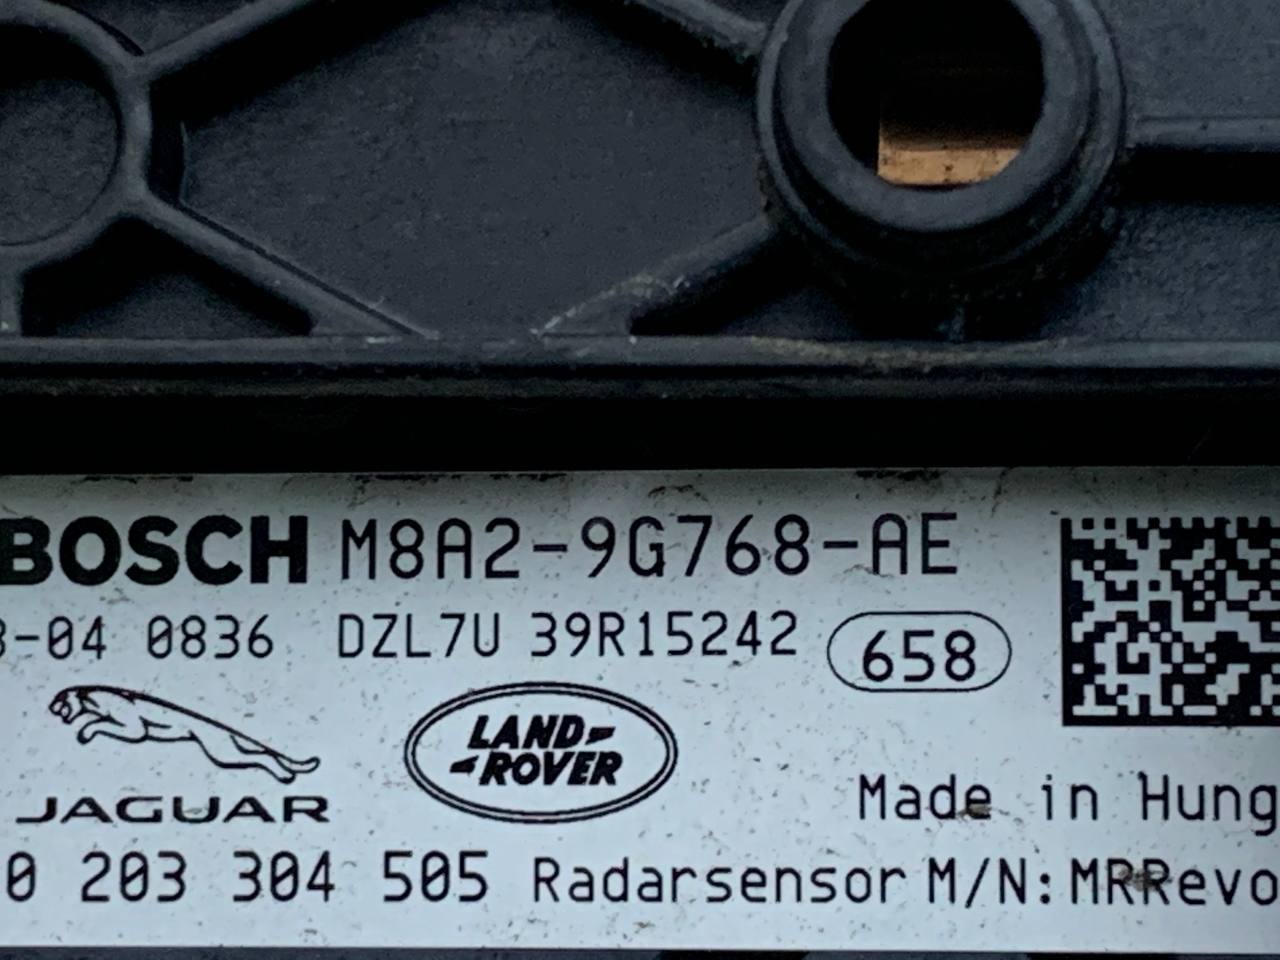 BOSCH M8A2-9G768-AE
3-04 0836 DZL7U 39R15242 658
JAGUAR
LAND-
-ROVER
Made in Hung
0 203 304 505 Radarsensor M/N:MRRevo